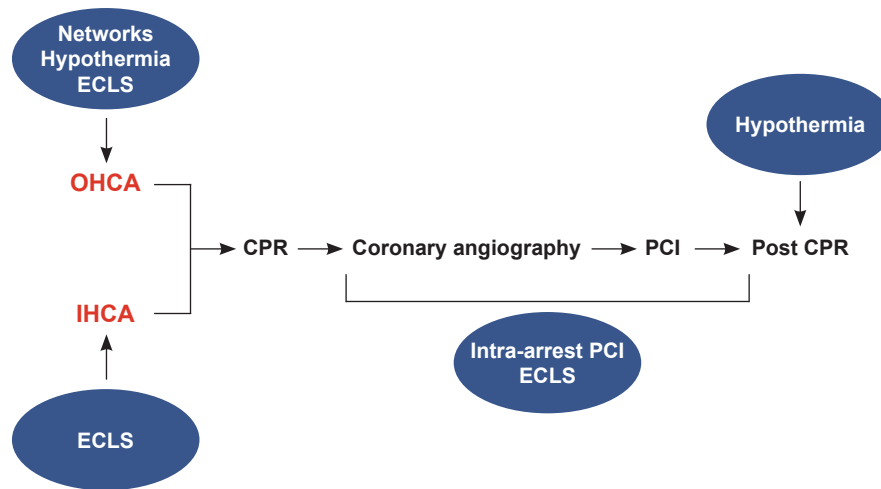 Networks
Hypothermia
ECLS
Hypothermia
OHCA
CPR
Coronary angiography
PCI
Post CPR
IHCA
Intra-arrest PCI
ECLS
ECLS